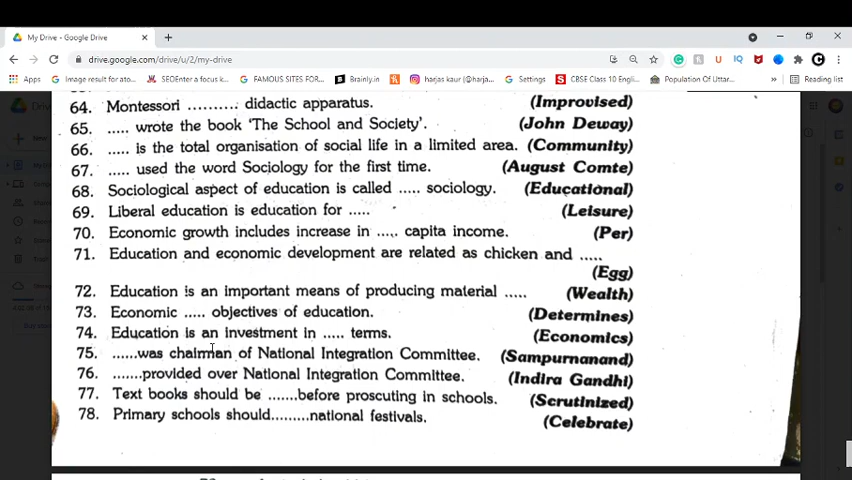 My Drive - Google Drive
drive.google.com/drive/u/2/my-drive
Apps Image result for ato... SEOEnter a focus k... GAMOUS SITES FOR... Brainly.in harjas kaur (@harja... Settings CBSE Class 10 Engli... Population Of Uttar... » Reading list
64. Montessori .......... didactic apparatus. (Improvised)
65. ..... wrote the book 'The School and Society'. (John Deway)
66. ..... is the total organisation of social life in a limited area. (Community)
67. ..... used the word Sociology for the first time. (August Comte)
68. Sociological aspect of education is called ..... sociology. (Educational)
69. Liberal education is education for ..... (Leisure)
70. Economic growth includes increase in ..... capita income. (Per)
71. Education and economic development are related as chicken and .....
(Egg)
72. Education is an important means of producing material ..... (Wealth)
73. Economic ..... objectives of education. (Determines)
74. Education is an investment in ..... terms. (Economics)
75. ......was chairman of National Integration Committee. (Sampurnanand)
76. .......provided over National Integration Committee. (Indira Gandhi)
77. Text books should be .......before proscuting in schools. (Scrutinized)
78. Primary schools should.........national festivals. (Celebrate)